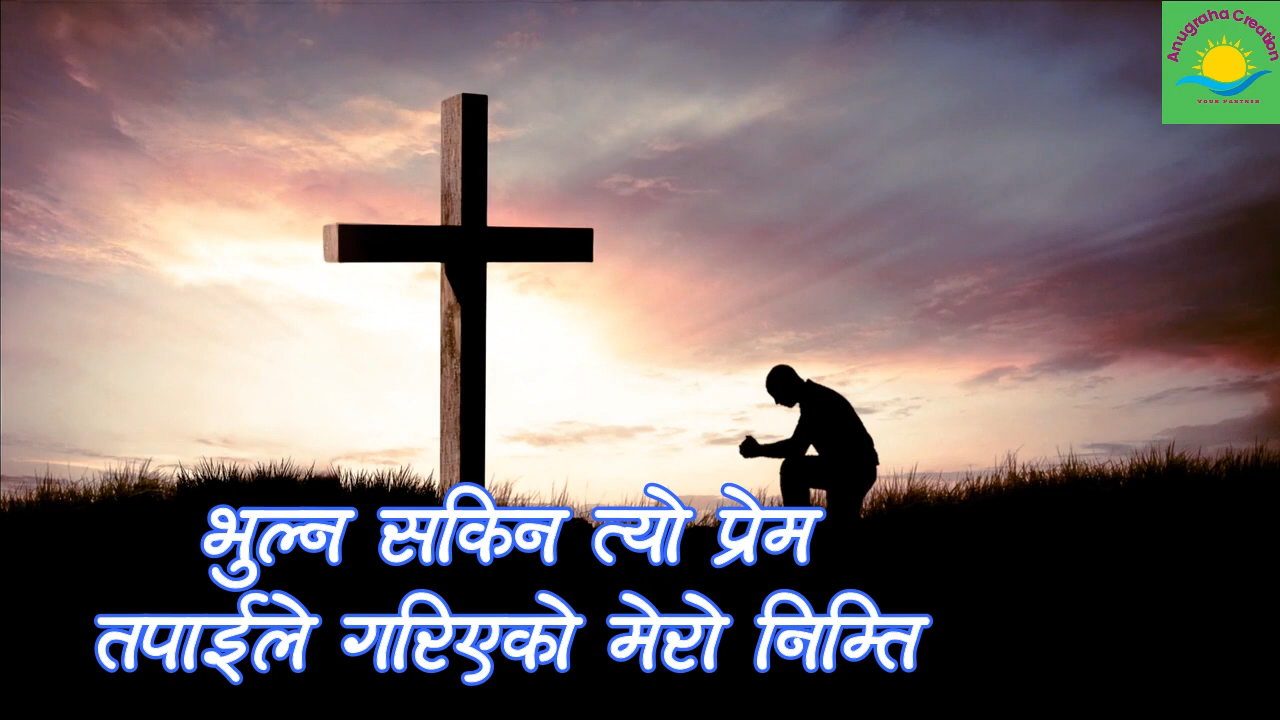 Anugraha Creation
YOUR PARTNER
भुल्न सकिन त्यो प्रेम
तपाईले गरिएको मेरो निम्ति